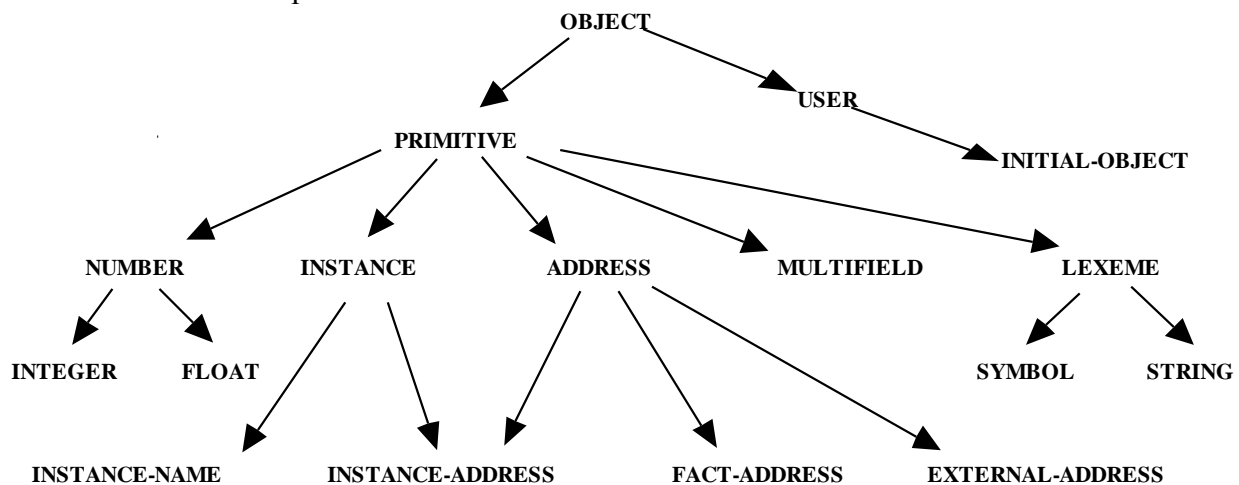 OBJECT
USER
PRIMITIVE
INITIAL-OBJECT
NUMBER INSTANCE ADDRESS MULTIFIELD LEXEME
INTEGER FLOAT SYMBOL STRING
INSTANCE-NAME INSTANCE-ADDRESS FACT-ADDRESS EXTERNAL-ADDRESS